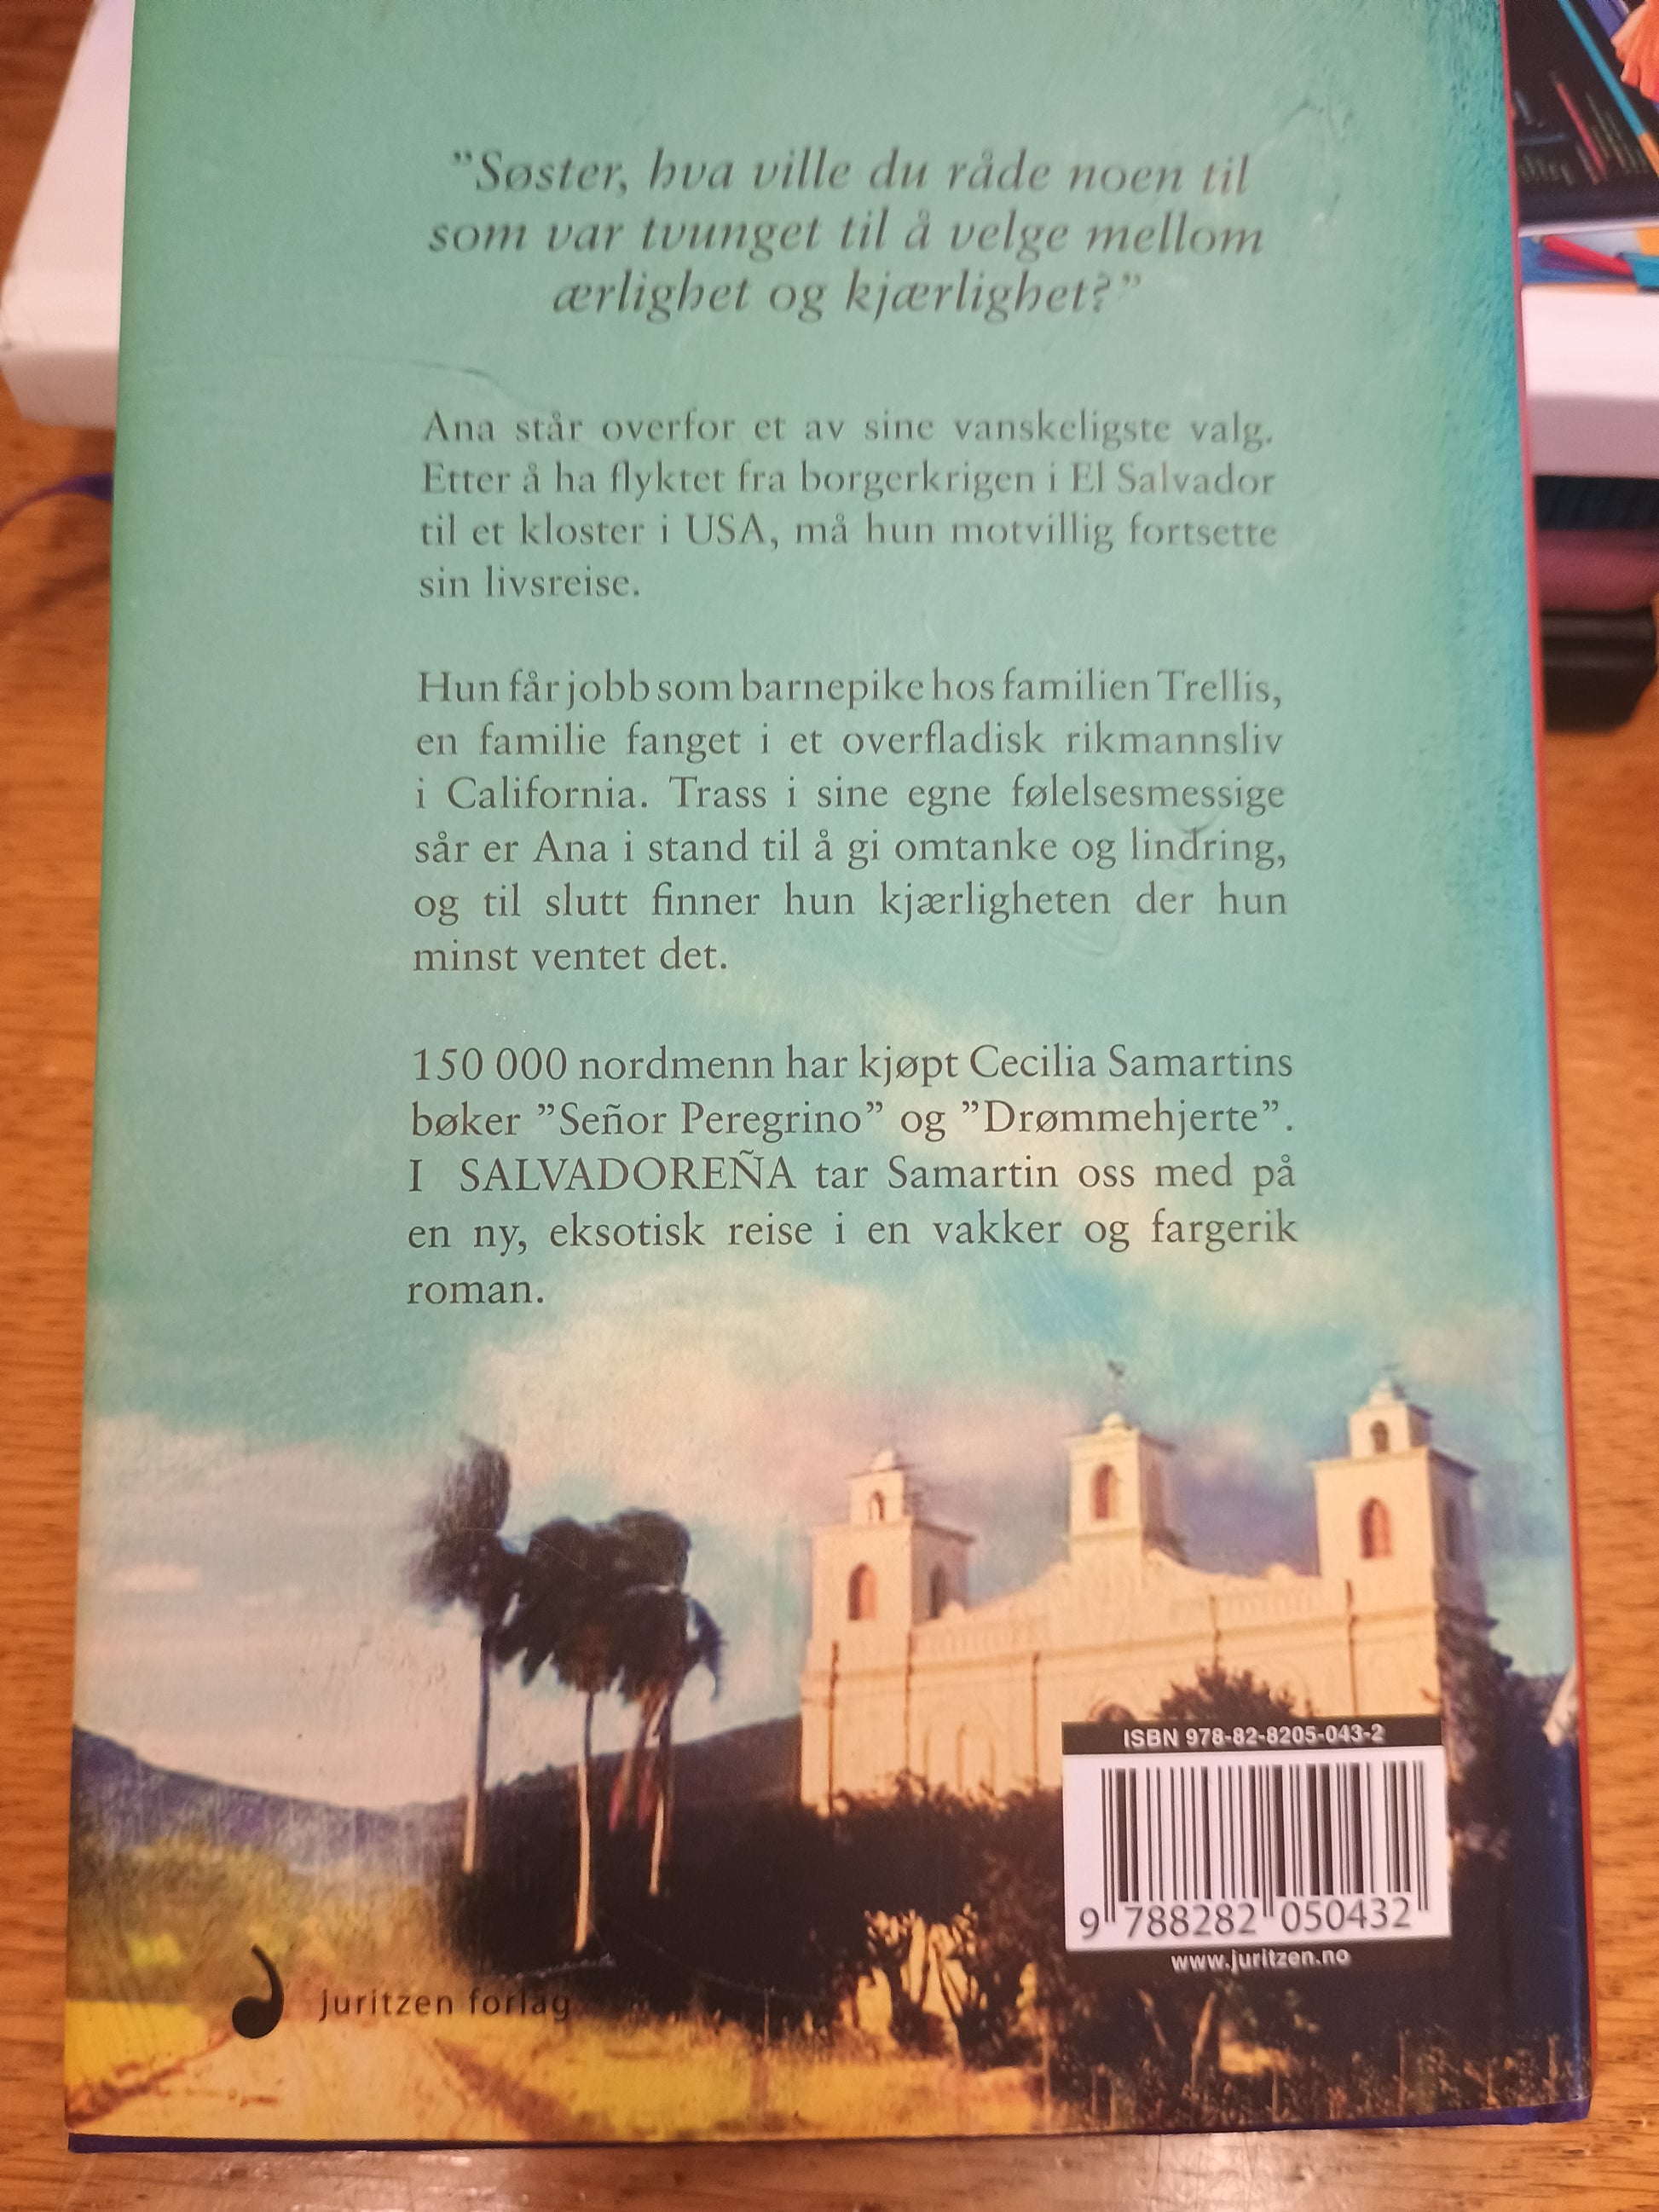 ”Søster, hva ville du råde noen til
som var tvunget til å velge mellom
ærlighet og kjærlighet?”
Ana står overfor et av sine vanskeligste valg.
Etter å ha flyktet fra borgerkrigen i El Salvador
til et kloster i USA, må hun motvillig fortsette
sin livsreise.
Hun får jobb som barnepike hos familien Trellis,
en familie fanget i et overfladisk rikmannsliv
i California. Trass i sine egne følelsesmessige
sår er Ana i stand til å gi omtanke og lindring,
og til slutt finner hun kjærligheten der hun
minst ventet det.
150 000 nordmenn har kjøpt Cecilia Samartins
bøker ”Señor Peregrino” og ”Drømmehjerte”.
I SALVADOREÑA tar Samartin oss med på
en ny, eksotisk reise i en vakker og fargerik
roman.
ISBN 978-82-8205-043-2
9 788282 050432
www.juritzen.no
juritzen forlag